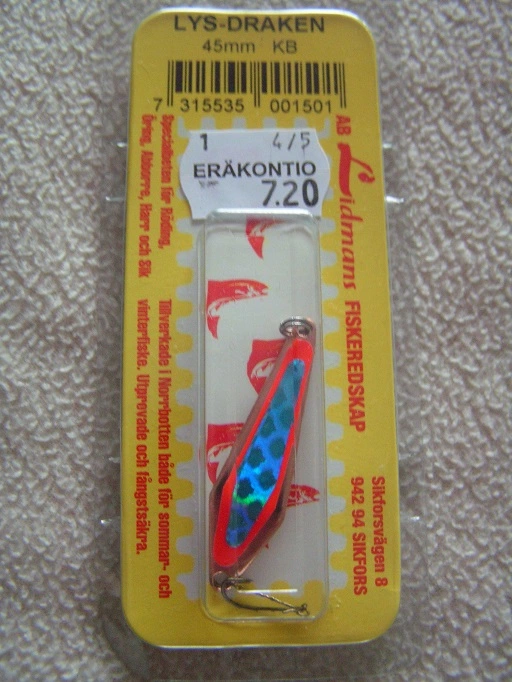 LYS-DRAKEN
45mm KB
7 315535 001501
1 4/5
ERÄKONTIO
7.20
AB Lidmans FISKEREDSKAP
Sikforsvägen 8
942 94 SIKFORS
Specialbeten för Röding,
Öring, Abborre, Harr och Sik
Tillverkade i Norrbotten både för sommar- och
vinterfiske. Utprovade och fångstsäkra.